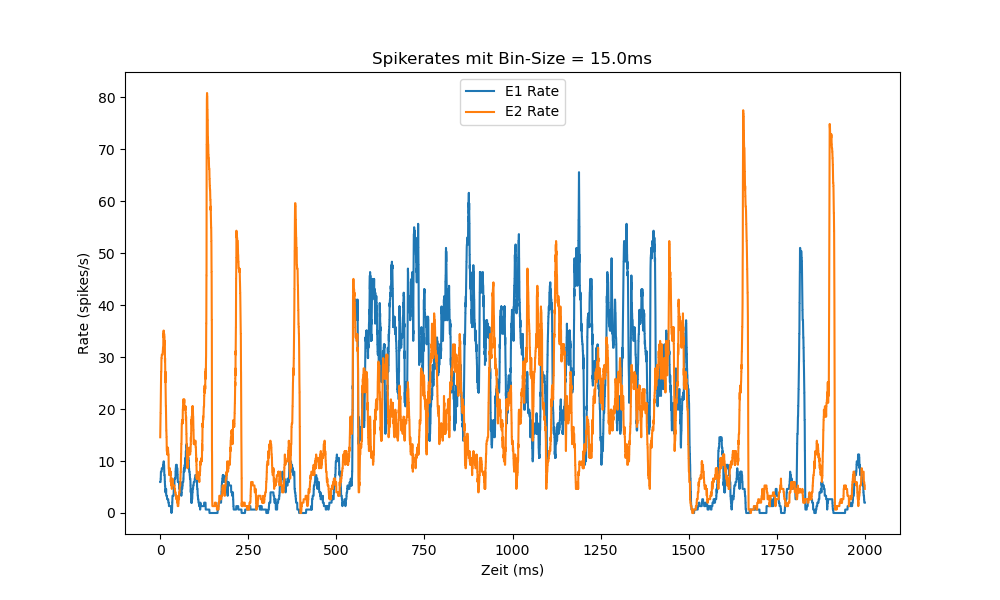 Spikerates mit Bin-Size = 15.0ms
E1 Rate
E2 Rate
Rate (spikes/s)
80
70
60
50
40
30
20
10
0
0 250 500 750 1000 1250 1500 1750 2000
Zeit (ms)